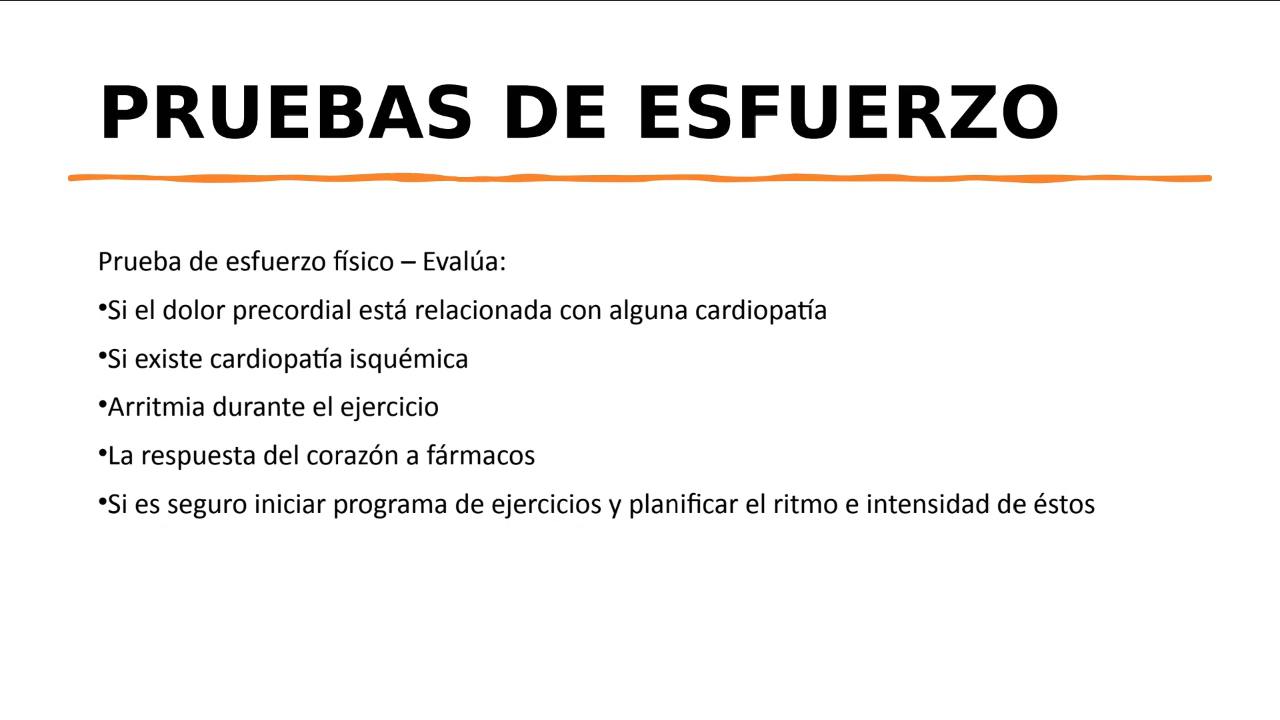 PRUEBAS DE ESFUERZO
Prueba de esfuerzo físico – Evalúa:
•Si el dolor precordial está relacionada con alguna cardiopatía
•Si existe cardiopatía isquémica
•Arritmia durante el ejercicio
•La respuesta del corazón a fármacos
•Si es seguro iniciar programa de ejercicios y planificar el ritmo e intensidad de éstos